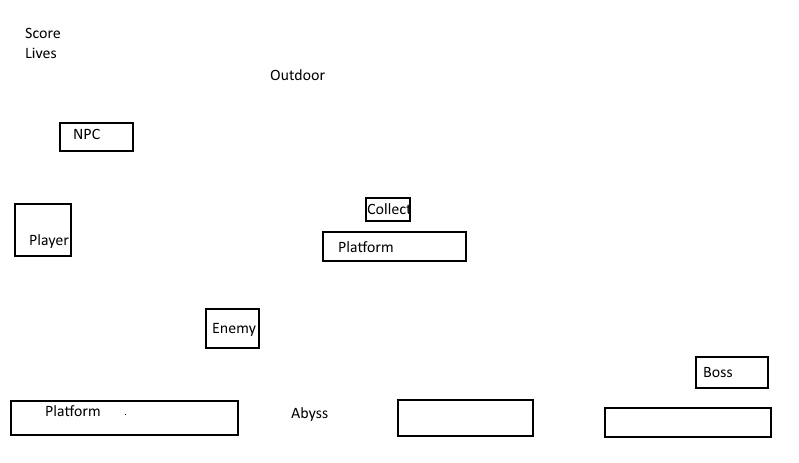 Score
Lives
Outdoor
NPC
Collect
Player
Platform
Enemy
Boss
Platform
Abyss